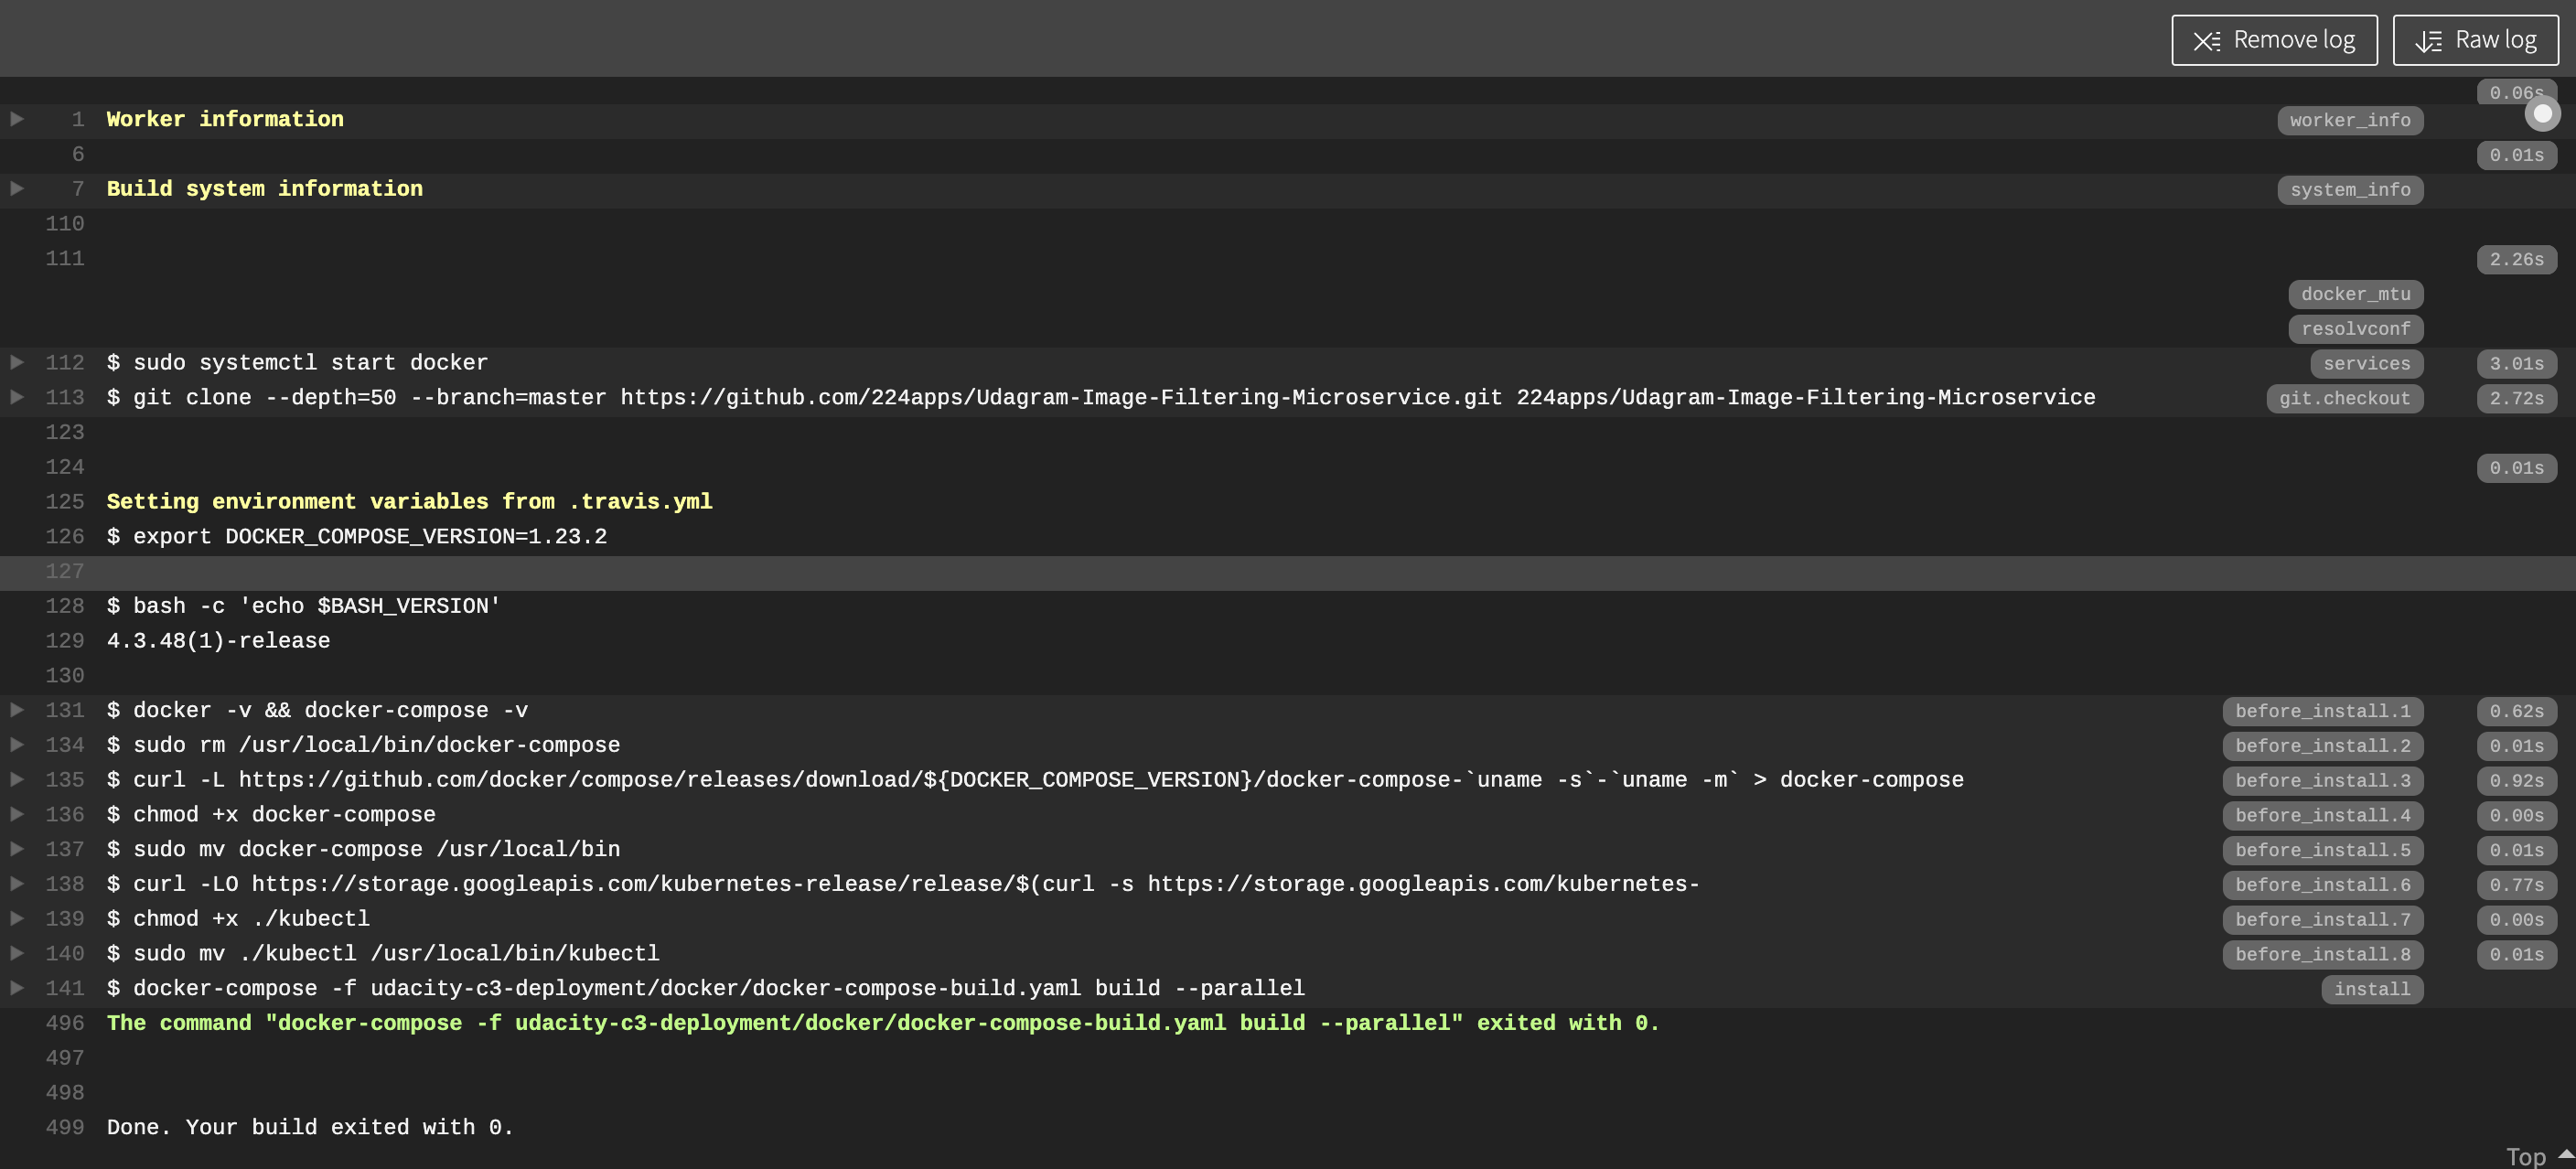 Remove log Raw log
0.06s
1 Worker information worker_info
6 0.01s
7 Build system information system_info
110
111 2.26s
docker_mtu
resolvconf
112 $ sudo systemctl start docker services 3.01s
113 $ git clone --depth=50 --branch=master https://github.com/224apps/Udagram-Image-Filtering-Microservice.git 224apps/Udagram-Image-Filtering-Microservice git.checkout 2.72s
123
124 0.01s
125 Setting environment variables from .travis.yml
126 $ export DOCKER_COMPOSE_VERSION=1.23.2
127
128 $ bash -c 'echo $BASH_VERSION'
129 4.3.48(1)-release
130
131 $ docker -v && docker-compose -v before_install.1 0.62s
134 $ sudo rm /usr/local/bin/docker-compose before_install.2 0.01s
135 $ curl -L https://github.com/docker/compose/releases/download/${DOCKER_COMPOSE_VERSION}/docker-compose-`uname -s`-`uname -m` > docker-compose before_install.3 0.92s
136 $ chmod +x docker-compose before_install.4 0.00s
137 $ sudo mv docker-compose /usr/local/bin before_install.5 0.01s
138 $ curl -LO https://storage.googleapis.com/kubernetes-release/release/$(curl -s https://storage.googleapis.com/kubernetes- before_install.6 0.77s
139 $ chmod +x ./kubectl before_install.7 0.00s
140 $ sudo mv ./kubectl /usr/local/bin/kubectl before_install.8 0.01s
141 $ docker-compose -f udacity-c3-deployment/docker/docker-compose-build.yaml build --parallel install
496 The command "docker-compose -f udacity-c3-deployment/docker/docker-compose-build.yaml build --parallel" exited with 0.
497
498
499 Done. Your build exited with 0.
Top